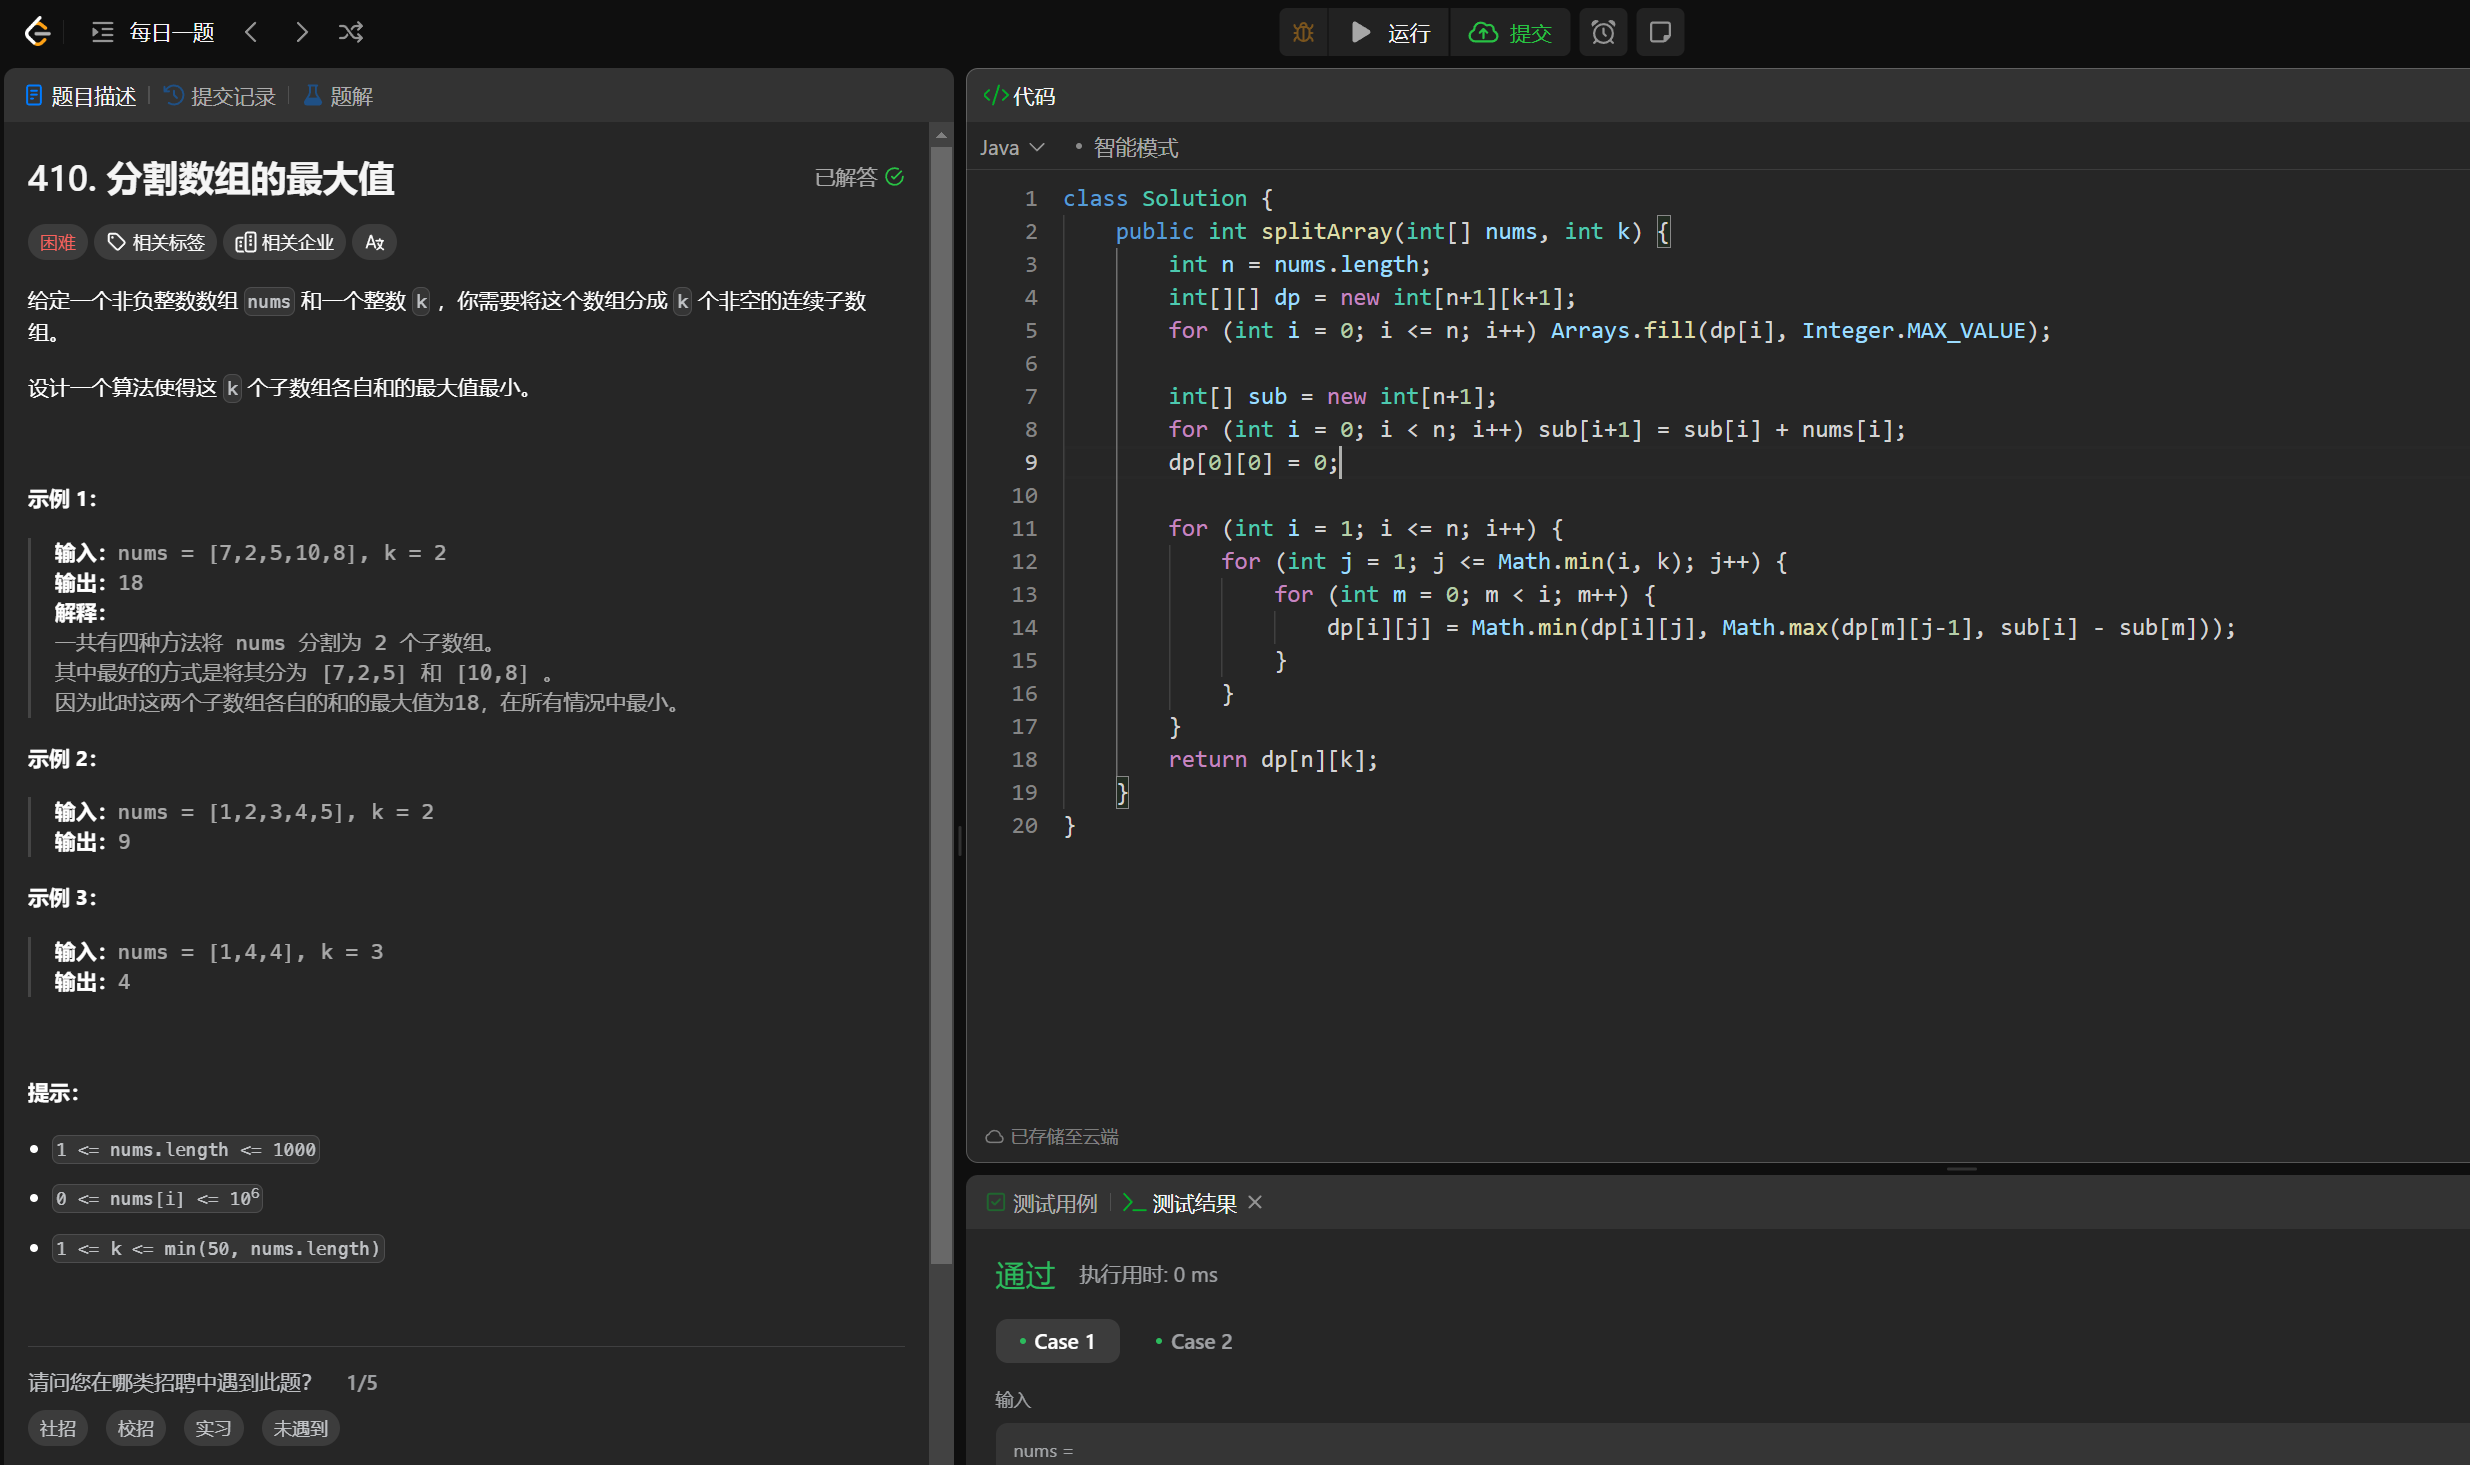 每日一题
运行
提交
题目描述
提交记录
题解
410. 分割数组的最大值
已解答
困难
相关标签
相关企业
给定一个非负整数数组 nums 和一个整数 k ，你需要将这个数组分成 k 个非空的连续子数
组。
设计一个算法使得这 k 个子数组各自和的最大值最小。
示例 1：
输入：nums = [7,2,5,10,8], k = 2
输出：18
解释：
一共有四种方法将 nums 分割为 2 个子数组。
其中最好的方式是将其分为 [7,2,5] 和 [10,8] 。
因为此时这两个子数组各自的和的最大值为18，在所有情况中最小。
示例 2：
输入：nums = [1,2,3,4,5], k = 2
输出：9
示例 3：
输入：nums = [1,4,4], k = 3
输出：4
提示：
1 <= nums.length <= 1000
0 <= nums[i] <= 10⁶
1 <= k <= min(50, nums.length)
请问您在哪类招聘中遇到此题？ 1/5
社招
校招
实习
未遇到
代码
Java
• 智能模式
1 class Solution {
2     public int splitArray(int[] nums, int k) {
3         int n = nums.length;
4         int[][] dp = new int[n+1][k+1];
5         for (int i = 0; i <= n; i++) Arrays.fill(dp[i], Integer.MAX_VALUE);
6
7         int[] sub = new int[n+1];
8         for (int i = 0; i < n; i++) sub[i+1] = sub[i] + nums[i];
9         dp[0][0] = 0;
10
11         for (int i = 1; i <= n; i++) {
12             for (int j = 1; j <= Math.min(i, k); j++) {
13                 for (int m = 0; m < i; m++) {
14                     dp[i][j] = Math.min(dp[i][j], Math.max(dp[m][j-1], sub[i] - sub[m]));
15                 }
16             }
17         }
18         return dp[n][k];
19     }
20 }
已存储至云端
测试用例
测试结果
通过 执行用时: 0 ms
• Case 1
• Case 2
输入
nums =